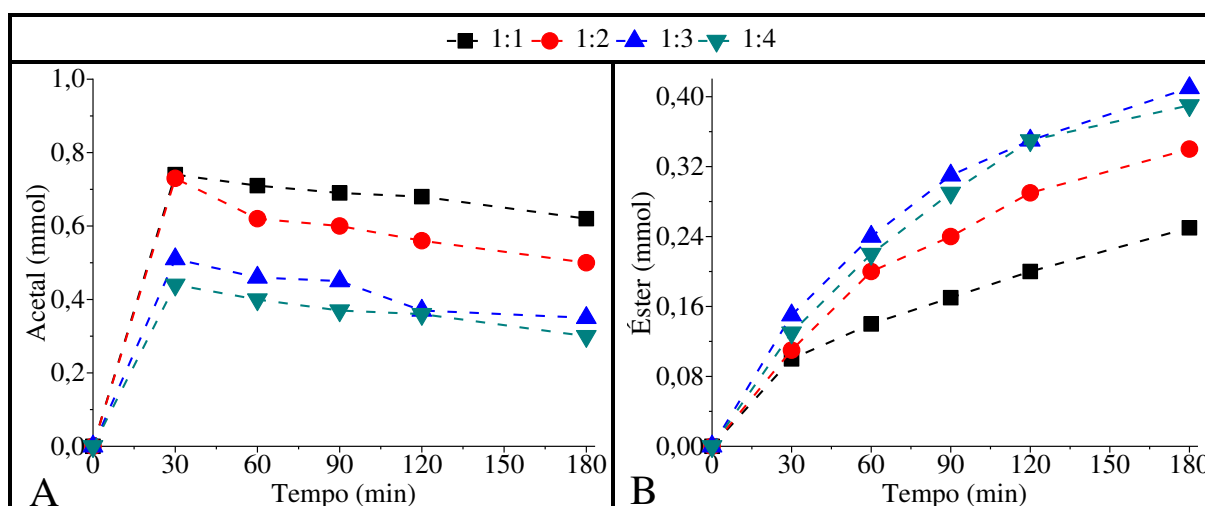 1:1 1:2 1:3 1:4
1,0
0,8
0,6
0,4
0,2
0,0
Acetal (mmol)
0 30 60 90 120 150 180
Tempo (min)
A
0,40
0,32
0,24
0,16
0,08
0,00
Éster (mmol)
0 30 60 90 120 150 180
Tempo (min)
B